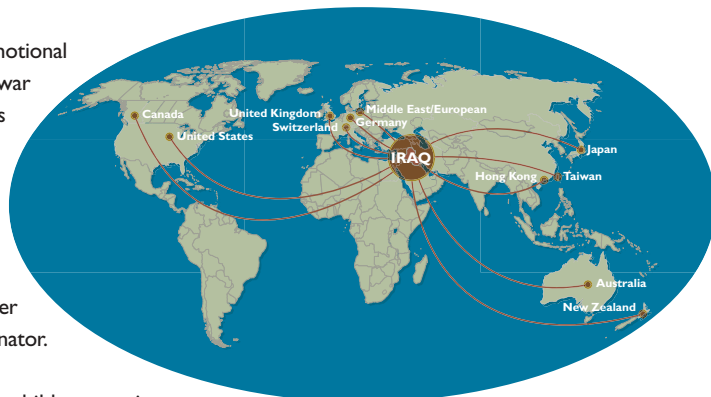 otional
war
s
er
nator.
Canada
United States
United Kingdom
Switzerland
Middle East/European
Germany
IRAQ
Japan
Hong Kong
Taiwan
Australia
New Zealand